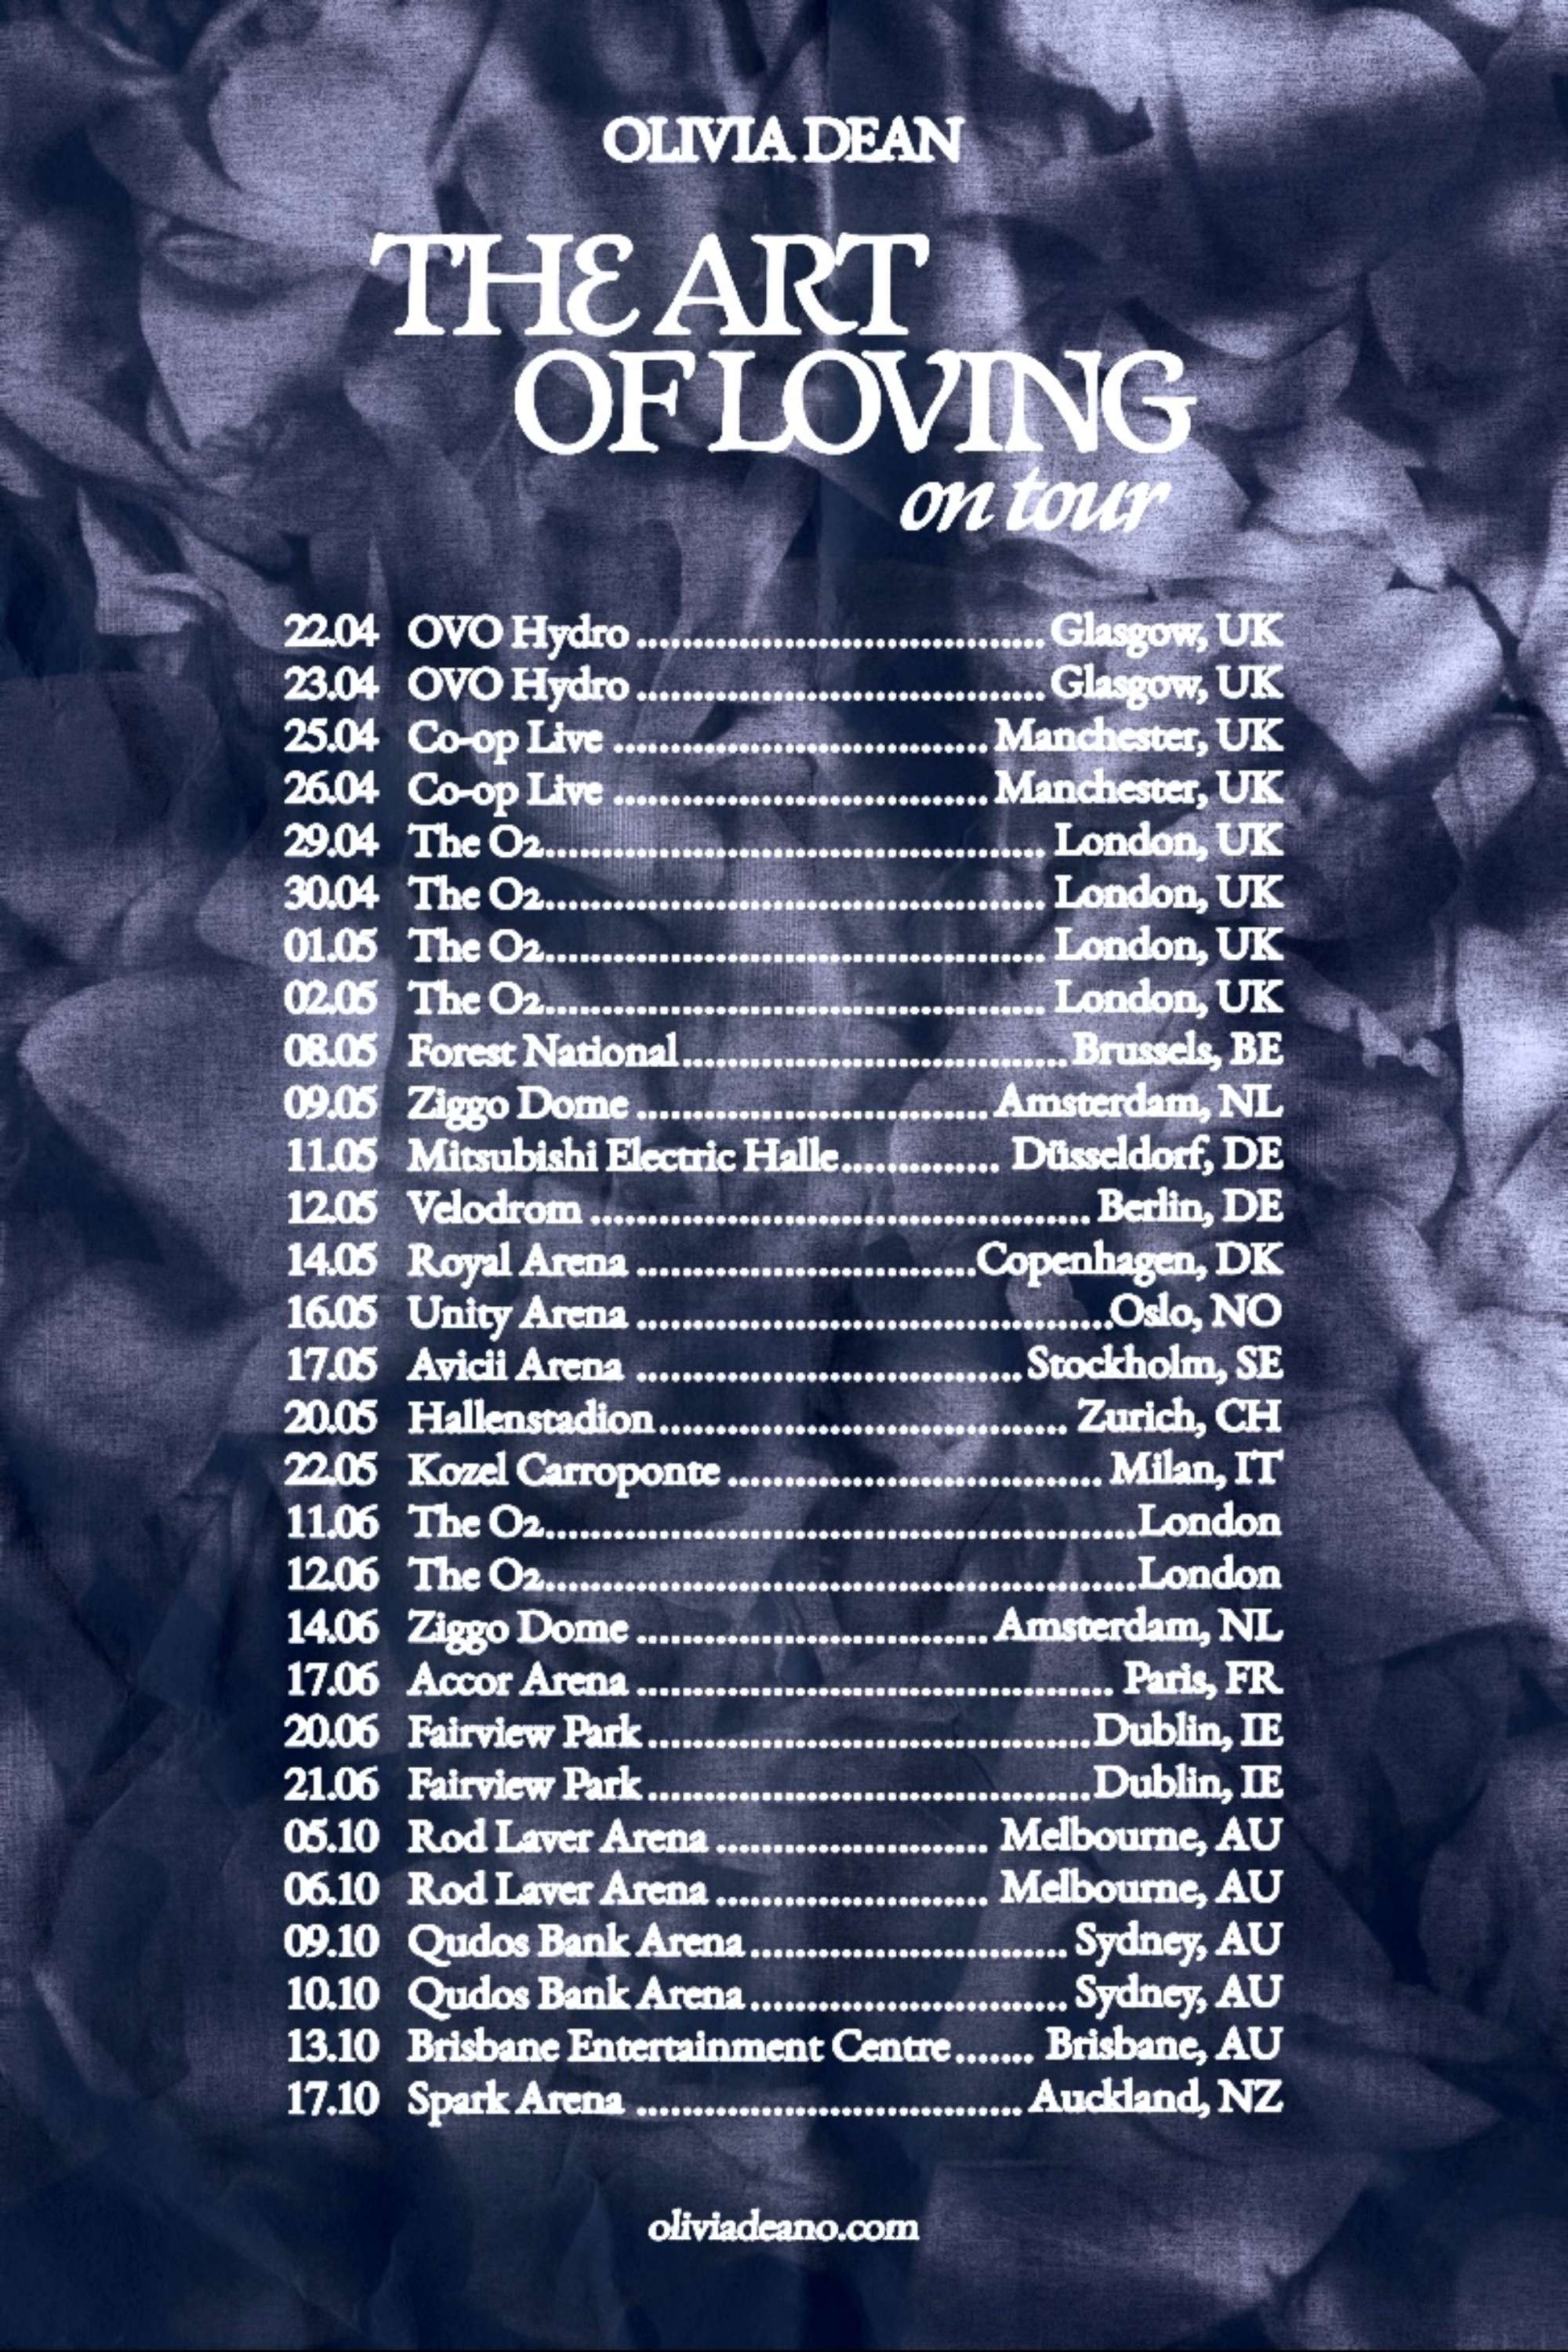 OLIVIA DEAN
THE ART
OF LOVING
on tour
22.04 OVO Hydro.................................... Glasgow, UK
23.04 OVO Hydro.................................... Glasgow, UK
25.04 Co-op Live ................................. Manchester, UK
26.04 Co-op Live ................................. Manchester, UK
29.04 The O2............................................ London, UK
30.04 The O2............................................ London, UK
01.05 The O2............................................ London, UK
02.05 The O2............................................ London, UK
08.05 Forest National.................................. Brussels, BE
09.05 Ziggo Dome ............................... Amsterdam, NL
11.05 Mitsubishi Electric Halle.............. Düsseldorf, DE
12.05 Velodrom ............................................ Berlin, DE
14.05 Royal Arena ..............................Copenhagen, DK
16.05 Unity Arena ..........................................Oslo, NO
17.05 Avicii Arena ..................................Stockholm, SE
20.05 Hallenstadion.................................... Zurich, CH
22.05 Kozel Carroponte ................................. Milan, IT
11.06 The O2....................................................London
12.06 The O2....................................................London
14.06 Ziggo Dome ............................... Amsterdam, NL
17.06 Accor Arena .......................................... Paris, FR
20.06 Fairview Park.......................................Dublin, IE
21.06 Fairview Park.......................................Dublin, IE
05.10 Rod Laver Arena ........................ Melbourne, AU
06.10 Rod Laver Arena ........................ Melbourne, AU
09.10 Qudos Bank Arena............................ Sydney, AU
10.10 Qudos Bank Arena............................ Sydney, AU
13.10 Brisbane Entertainment Centre....... Brisbane, AU
17.10 Spark Arena .................................. Auckland, NZ
oliviadeano.com